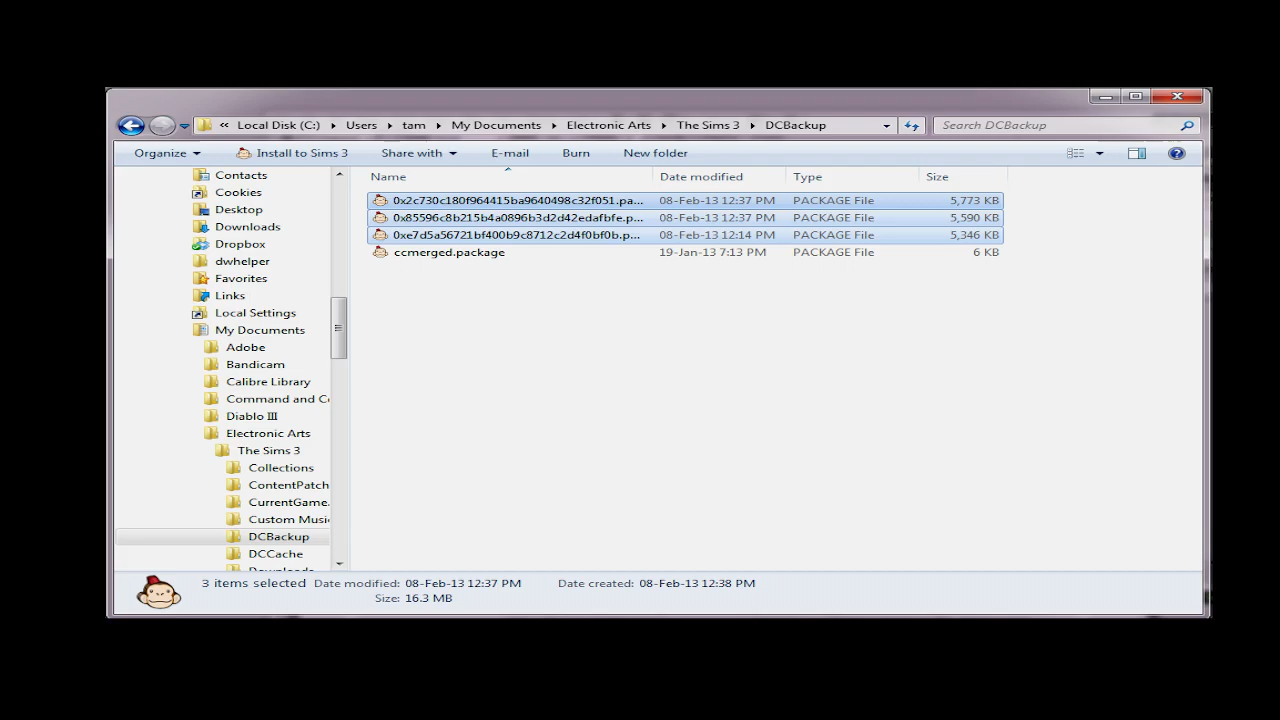 « Local Disk (C:) Users tam My Documents Electronic Arts The Sims 3 DCBackup Search DCBackup
Organize Install to Sims 3 Share with E-mail Burn New folder
Name Date modified Type Size
Contacts
Cookies
Desktop
Downloads
Dropbox
dwhelper
Favorites
Links
Local Settings
My Documents
Adobe
Bandicam
Calibre Library
Command and Co
Diablo III
Electronic Arts
The Sims 3
Collections
ContentPatch
CurrentGame.
Custom Musi
DCBackup
DCCache
0x2c730c180f964415ba9640498c32f051.pa... 08-Feb-13 12:37 PM PACKAGE File 5,773 KB
0x85596c8b215b4a0896b3d2d42edafbfe.p... 08-Feb-13 12:37 PM PACKAGE File 5,590 KB
0xe7d5a56721bf400b9c8712c2d4f0bf0b.p... 08-Feb-13 12:14 PM PACKAGE File 5,346 KB
ccmerged.package 19-Jan-13 7:13 PM PACKAGE File 6 KB
3 items selected Date modified: 08-Feb-13 12:37 PM Date created: 08-Feb-13 12:38 PM
Size: 16.3 MB